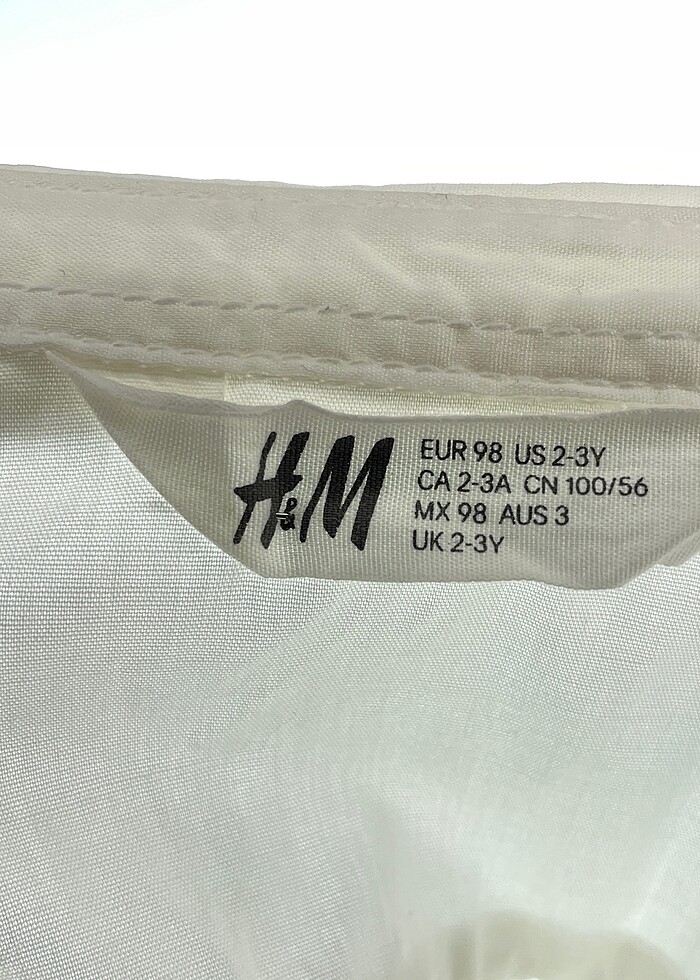 H&M
EUR 98 US 2-3Y
CA 2-3A CN 100/56
MX 98 AUS 3
UK 2-3Y